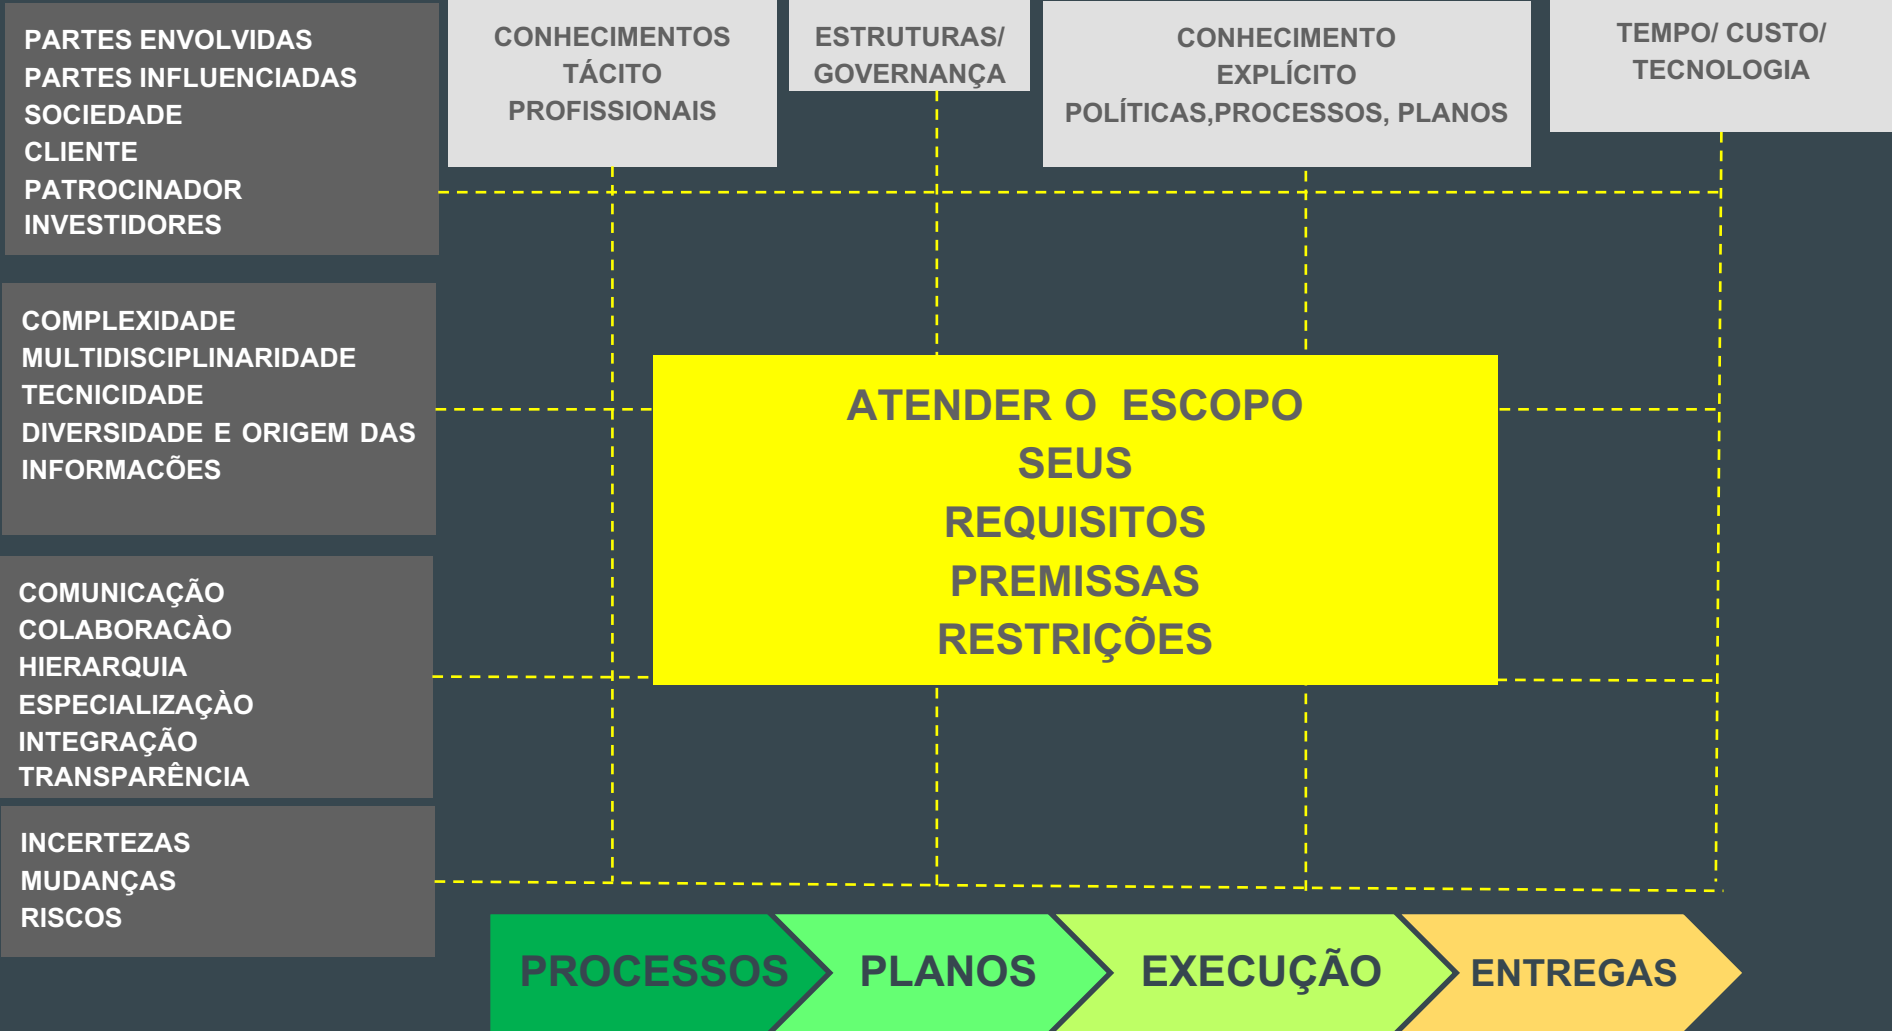 PARTES ENVOLVIDAS
PARTES INFLUENCIADAS
SOCIEDADE
CLIENTE
PATROCINADOR
INVESTIDORES
CONHECIMENTOS
TÁCITO
PROFISSIONAIS
ESTRUTURAS/
GOVERNANÇA
CONHECIMENTO
EXPLÍCITO
POLÍTICAS,PROCESSOS, PLANOS
TEMPO/ CUSTO/
TECNOLOGIA
COMPLEXIDADE
MULTIDISCIPLINARIDADE
TECNICIDADE
DIVERSIDADE E ORIGEM DAS
INFORMACÕES
ATENDER O ESCOPO
SEUS
REQUISITOS
PREMISSAS
RESTRIÇÕES
COMUNICAÇÃO
COLABORACÀO
HIERARQUIA
ESPECIALIZAÇÀO
INTEGRAÇÃO
TRANSPARÊNCIA
INCERTEZAS
MUDANÇAS
RISCOS
PROCESSOS
PLANOS
EXECUÇÃO
ENTREGAS